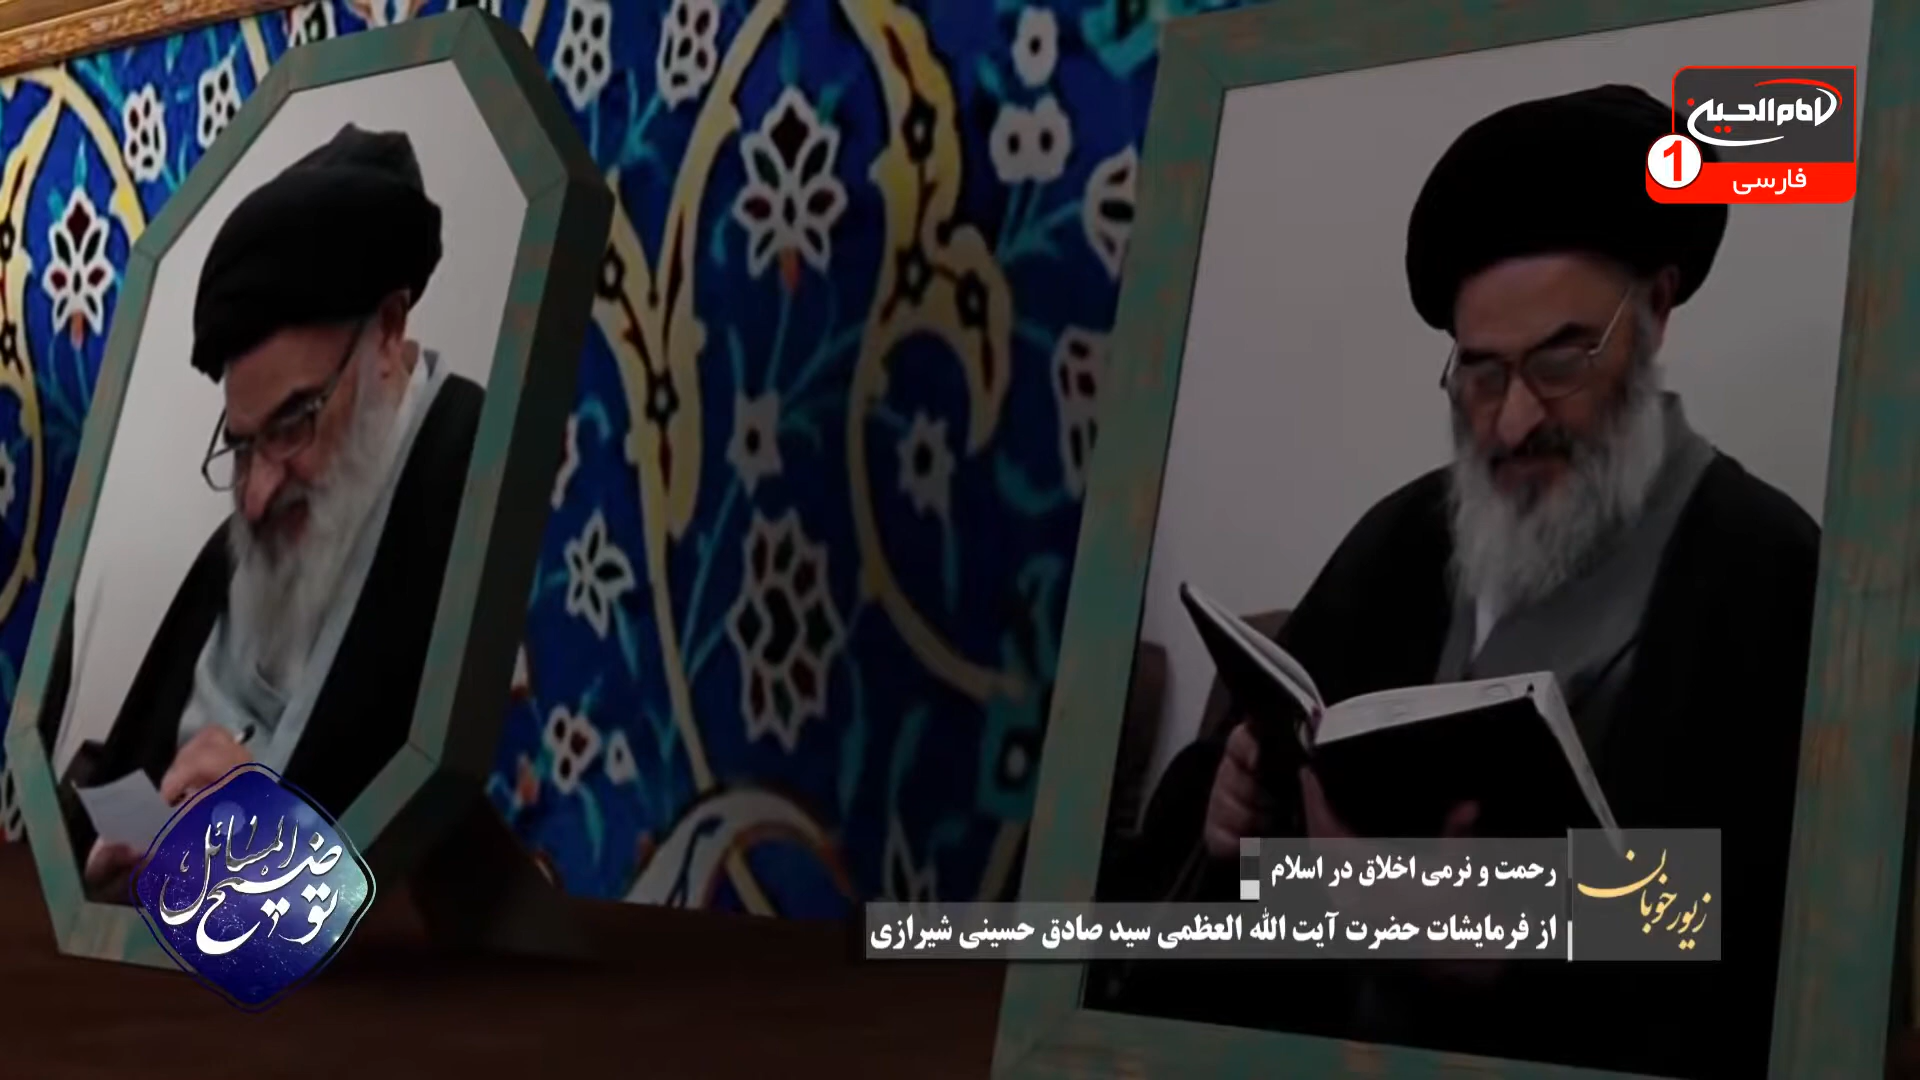 امام الحسین
1
فارسی
زیور خوبان
رحمت و نرمی اخلاق در اسلام
از فرمایشات حضرت آیت الله العظمی سید صادق حسینی شیرازی
توضیح المسائل